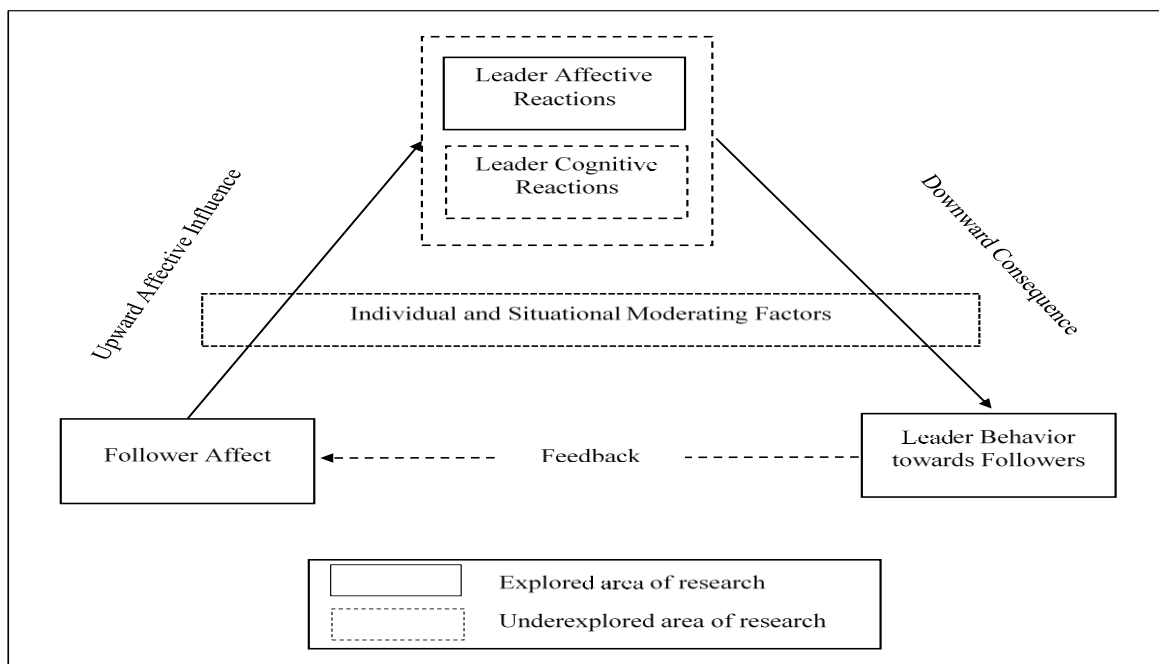 Leader Affective
Reactions
Leader Cognitive
Reactions
Upward Affective Influence
Downward Consequence
Individual and Situational Moderating Factors
Follower Affect
Feedback
Leader Behavior
towards Followers
Explored area of research
Underexplored area of research